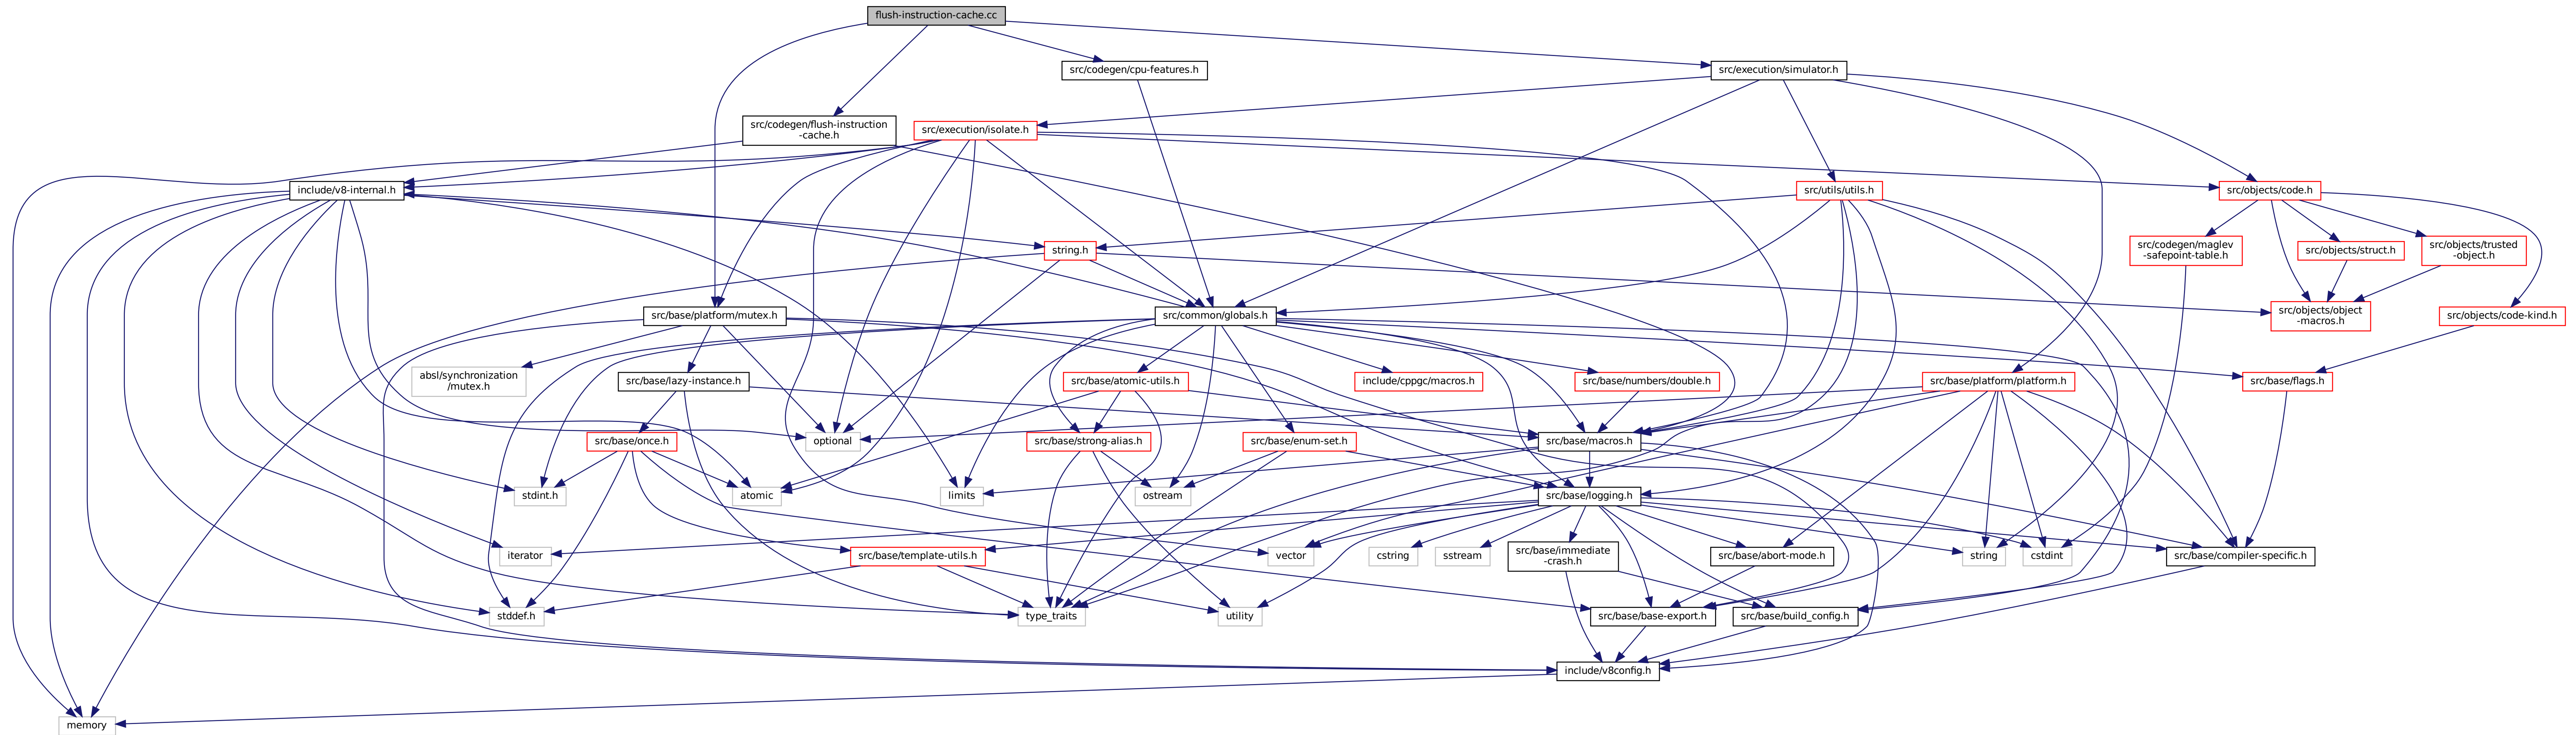 flush-instruction-cache.cc
src/codegen/cpu-features.h
src/execution/simulator.h
src/codegen/flush-instruction
-cache.h
src/execution/isolate.h
include/v8-internal.h
src/utils/utils.h
src/objects/code.h
string.h
src/codegen/maglev
-safepoint-table.h
src/objects/struct.h
src/objects/trusted
-object.h
src/base/platform/mutex.h
src/common/globals.h
src/objects/object
-macros.h
src/objects/code-kind.h
absl/synchronization
/mutex.h
src/base/lazy-instance.h
src/base/atomic-utils.h
include/cppgc/macros.h
src/base/numbers/double.h
src/base/platform/platform.h
src/base/flags.h
src/base/once.h
optional
src/base/strong-alias.h
src/base/enum-set.h
src/base/macros.h
stdint.h
atomic
limits
ostream
src/base/logging.h
iterator
src/base/template-utils.h
vector
cstring
sstream
src/base/immediate
-crash.h
src/base/abort-mode.h
string
cstdint
src/base/compiler-specific.h
stddef.h
type_traits
utility
src/base/base-export.h
src/base/build_config.h
include/v8config.h
memory